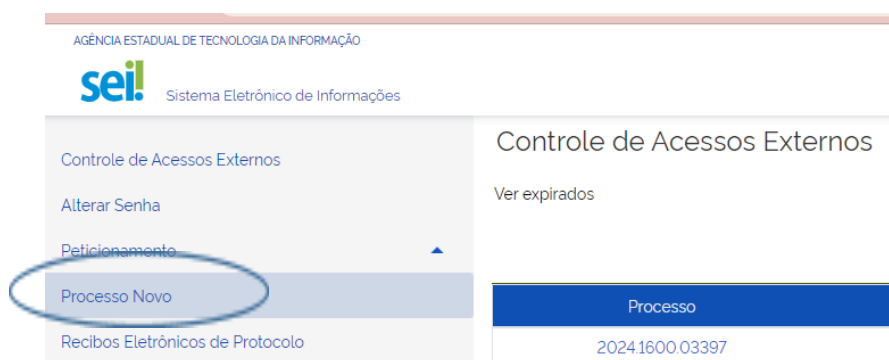 AGÊNCIA ESTADUAL DE TECNOLOGIA DA INFORMAÇÃO
sei!
Sistema Eletrônico de Informações
Controle de Acessos Externos
Alterar Senha
Peticionamento
Processo Novo
Recibos Eletrônicos de Protocolo
Controle de Acessos Externos
Ver expirados
Processo
2024.1600.03397